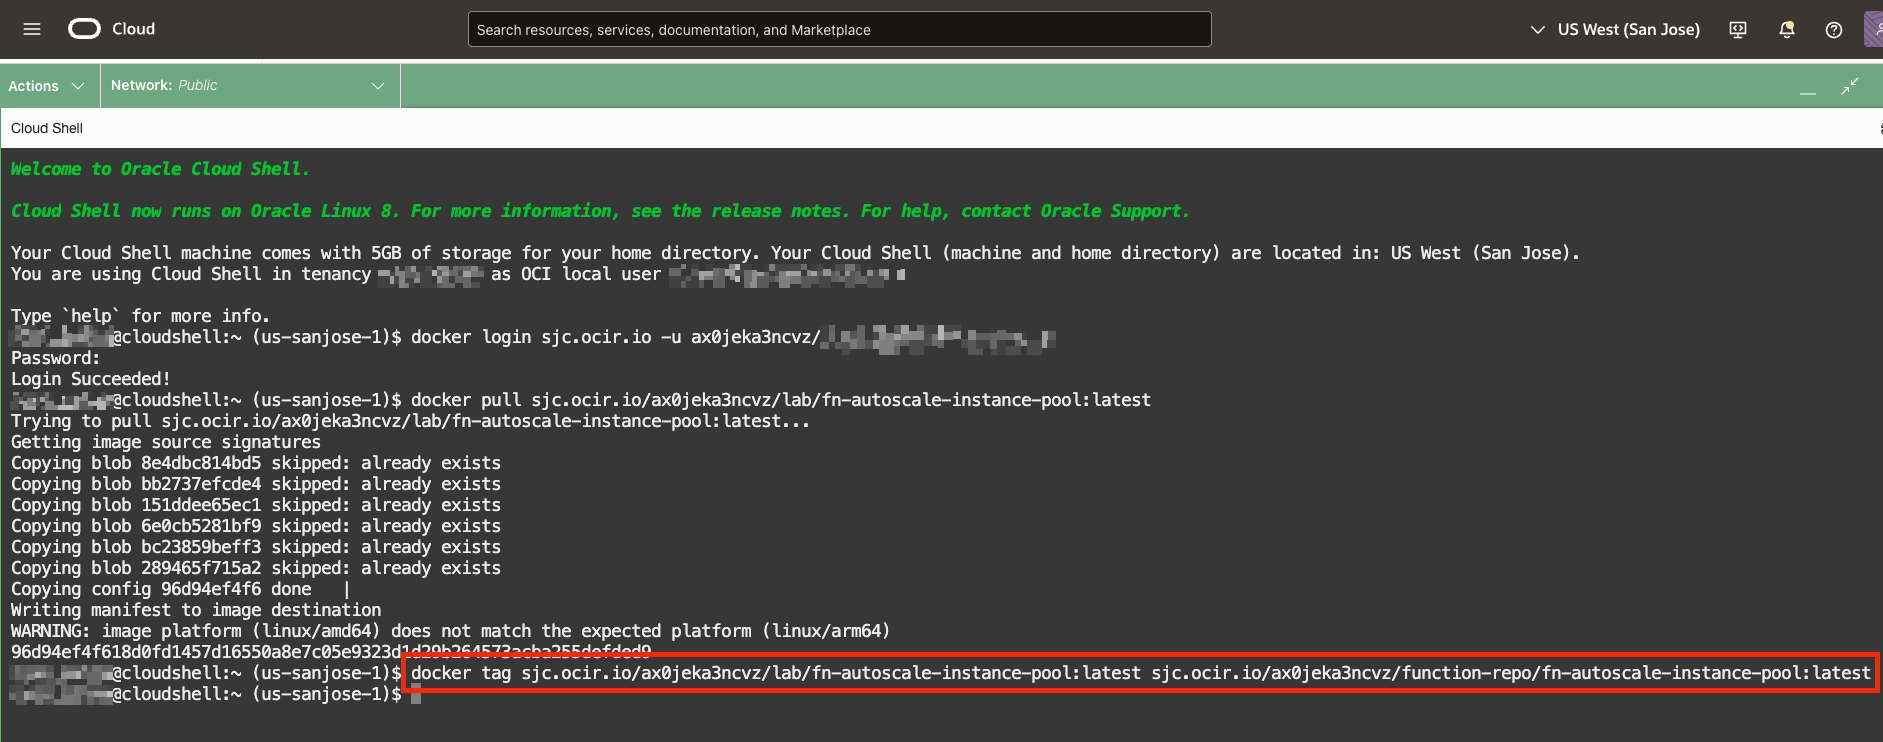 Cloud
Search resources, services, documentation, and Marketplace
US West (San Jose)
Actions
Network: Public
Cloud Shell
Welcome to Oracle Cloud Shell.
Cloud Shell now runs on Oracle Linux 8. For more information, see the release notes. For help, contact Oracle Support.
Your Cloud Shell machine comes with 5GB of storage for your home directory. Your Cloud Shell (machine and home directory) are located in: US West (San Jose).
You are using Cloud Shell in tenancy as OCI local user
Type `help` for more info.
@cloudshell:~ (us-sanjose-1)$ docker login sjc.ocir.io -u ax0jeka3ncvz/
Password:
Login Succeeded!
@cloudshell:~ (us-sanjose-1)$ docker pull sjc.ocir.io/ax0jeka3ncvz/lab/fn-autoscale-instance-pool:latest
Trying to pull sjc.ocir.io/ax0jeka3ncvz/lab/fn-autoscale-instance-pool:latest...
Getting image source signatures
Copying blob 8e4dbc814bd5 skipped: already exists
Copying blob bb2737efcde4 skipped: already exists
Copying blob 151ddee65ec1 skipped: already exists
Copying blob 6e0cb5281bf9 skipped: already exists
Copying blob bc23859beff3 skipped: already exists
Copying blob 289465f715a2 skipped: already exists
Copying config 96d94ef4f6 done |
Writing manifest to image destination
WARNING: image platform (linux/amd64) does not match the expected platform (linux/arm64)
96d94ef4f618d0fd1457d16550a8e7c05e9323d1d29b264573acba255defded9
@cloudshell:~ (us-sanjose-1)$ docker tag sjc.ocir.io/ax0jeka3ncvz/lab/fn-autoscale-instance-pool:latest sjc.ocir.io/ax0jeka3ncvz/function-repo/fn-autoscale-instance-pool:latest
@cloudshell:~ (us-sanjose-1)$